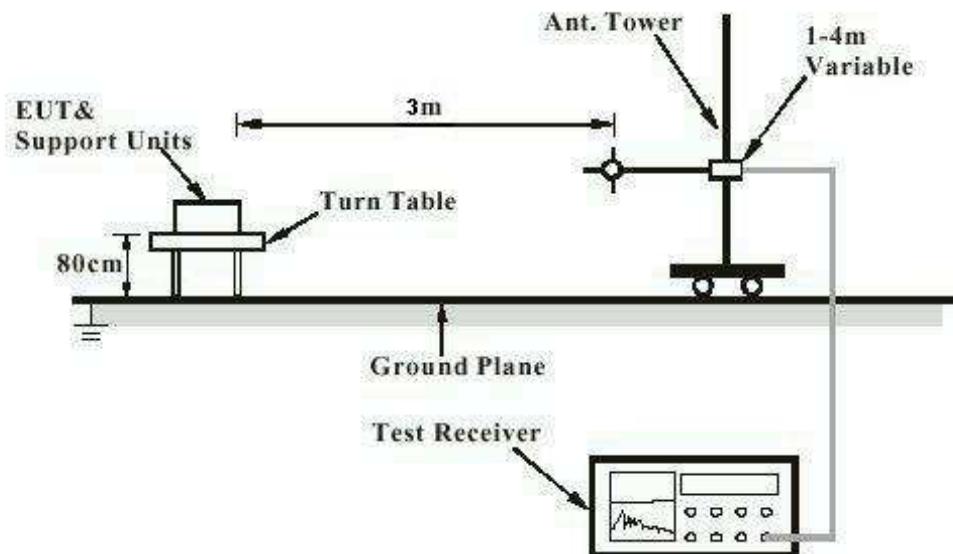 Ant. Tower
1-4m
Variable
EUT&
Support Units
3m
Turn Table
80cm
Ground Plane
Test Receiver